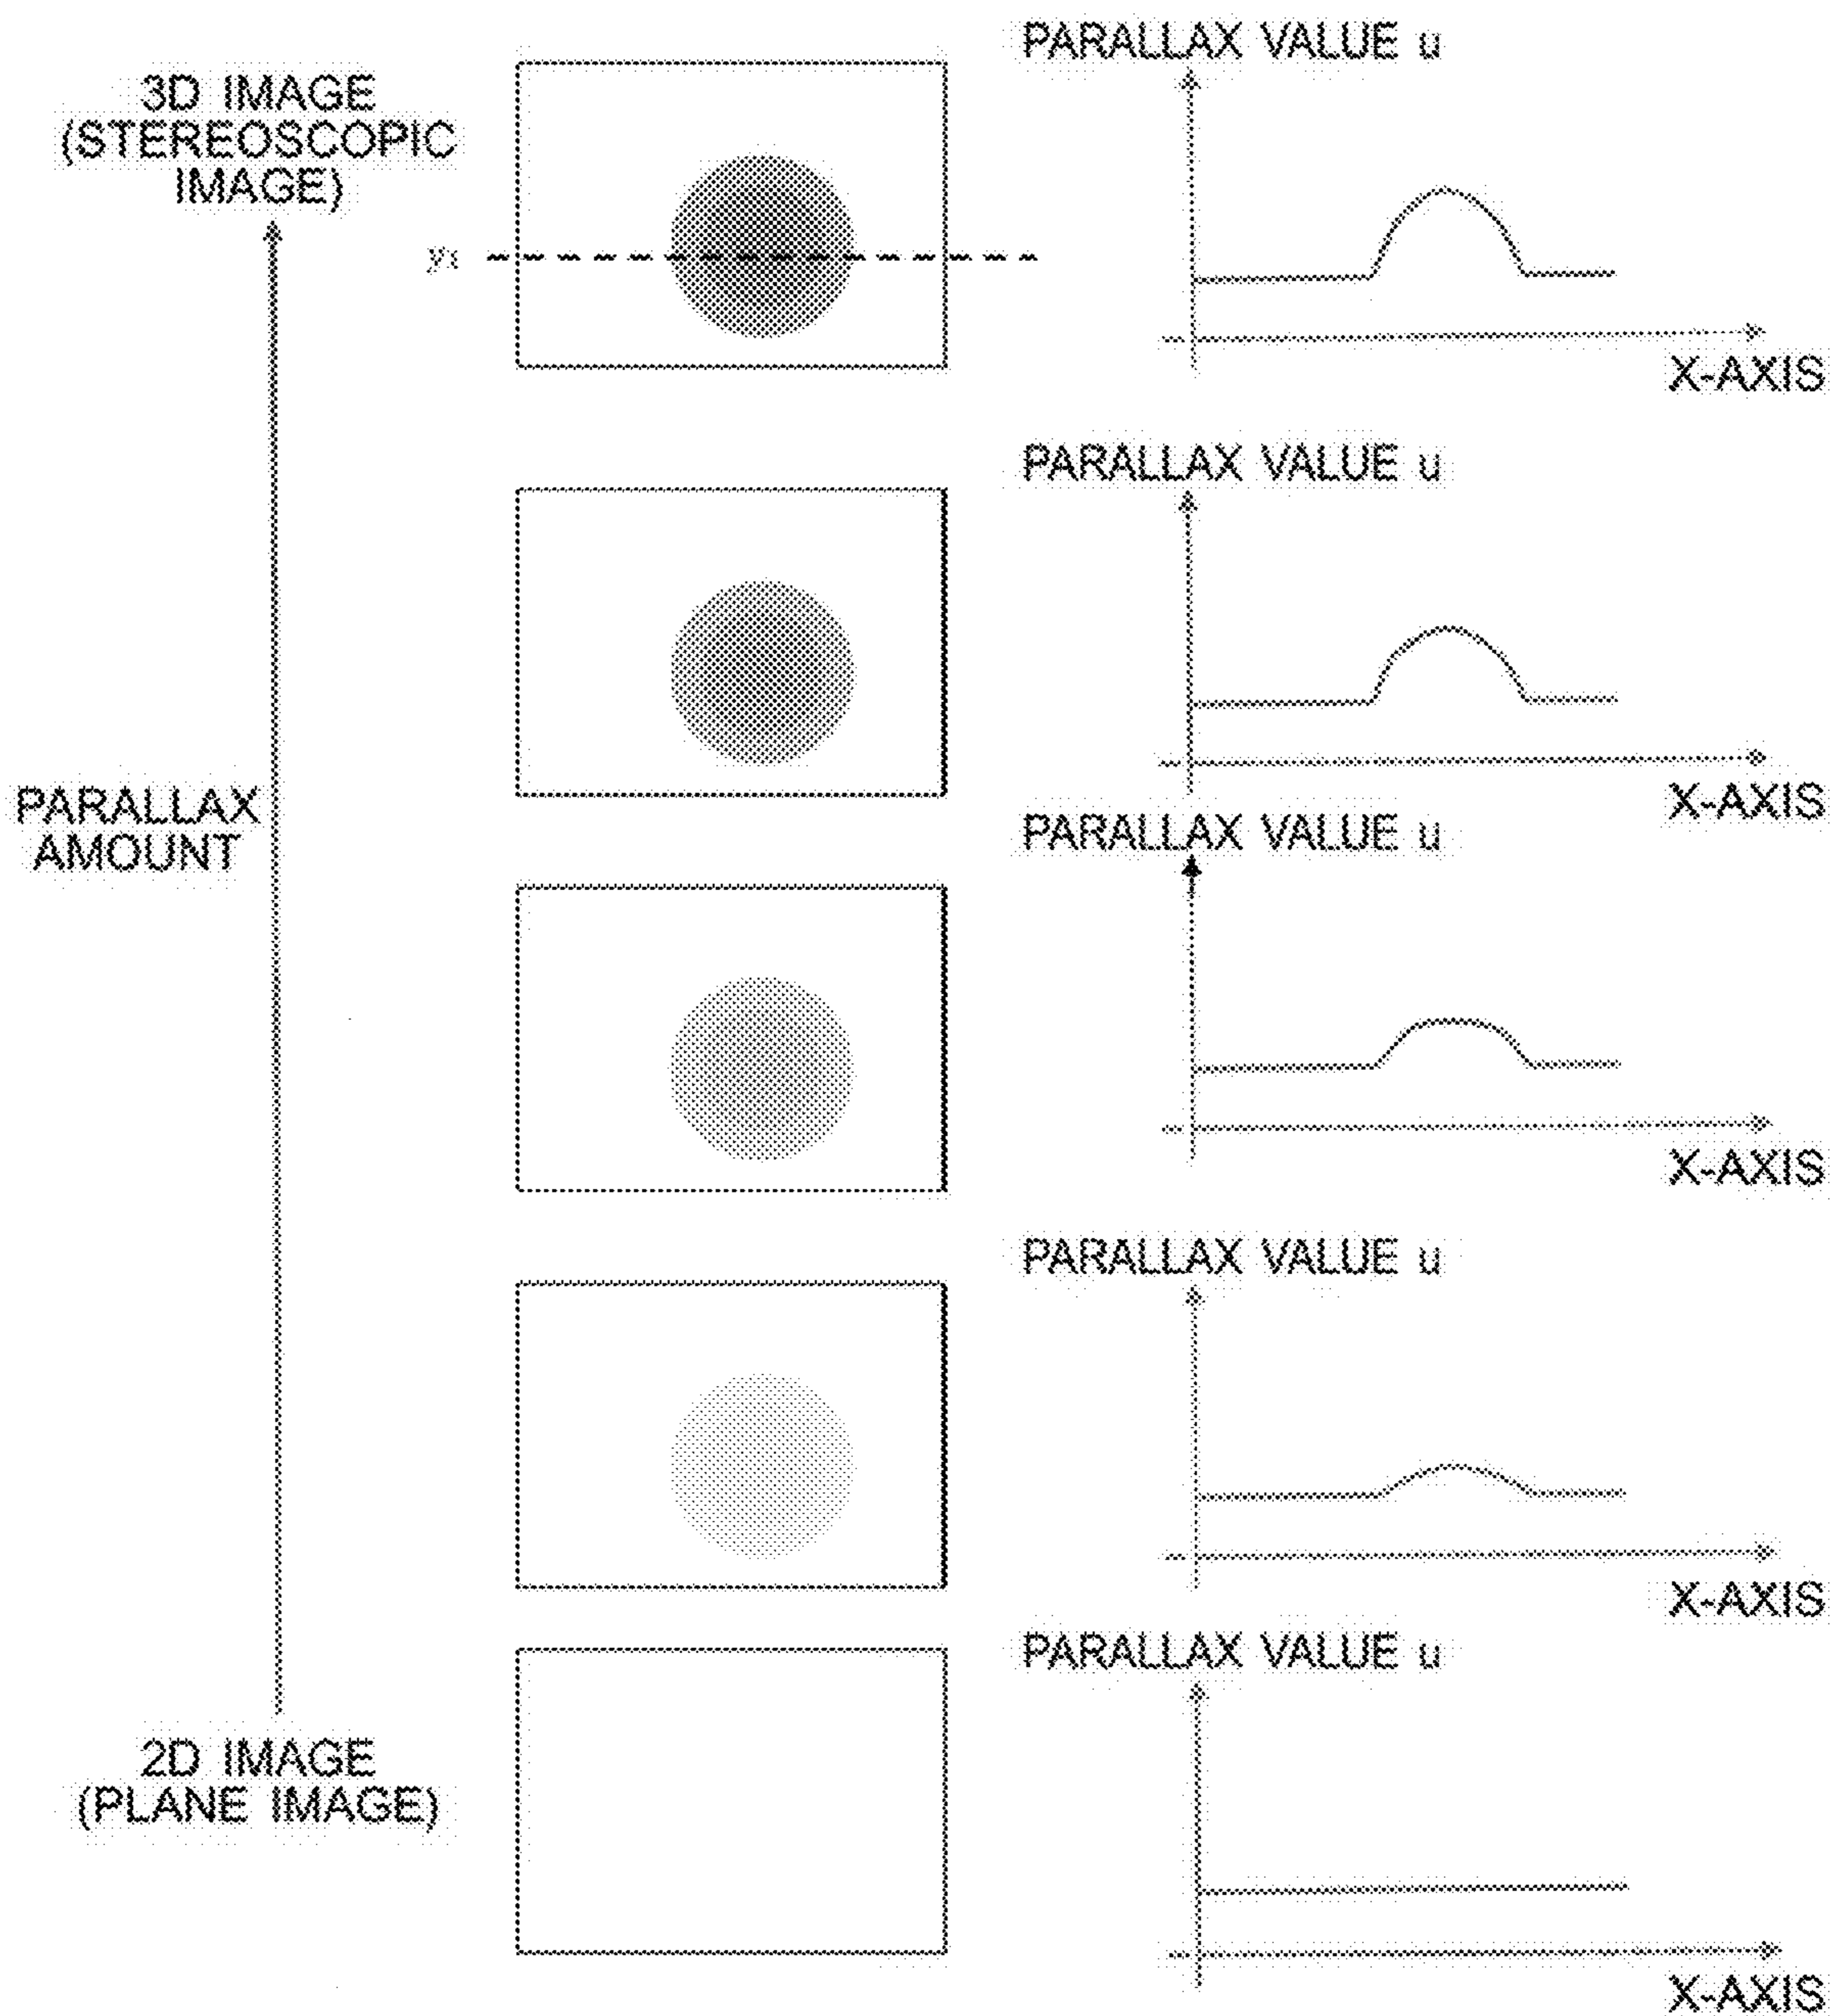 PARALLAX VALUE u
3D IMAGE
(STEREOSCOPIC
IMAGE)
y1
X-AXIS
PARALLAX VALUE u
PARALLAX
AMOUNT
X-AXIS
PARALLAX VALUE u
X-AXIS
PARALLAX VALUE u
X-AXIS
PARALLAX VALUE u
2D IMAGE
(PLANE IMAGE)
X-AXIS